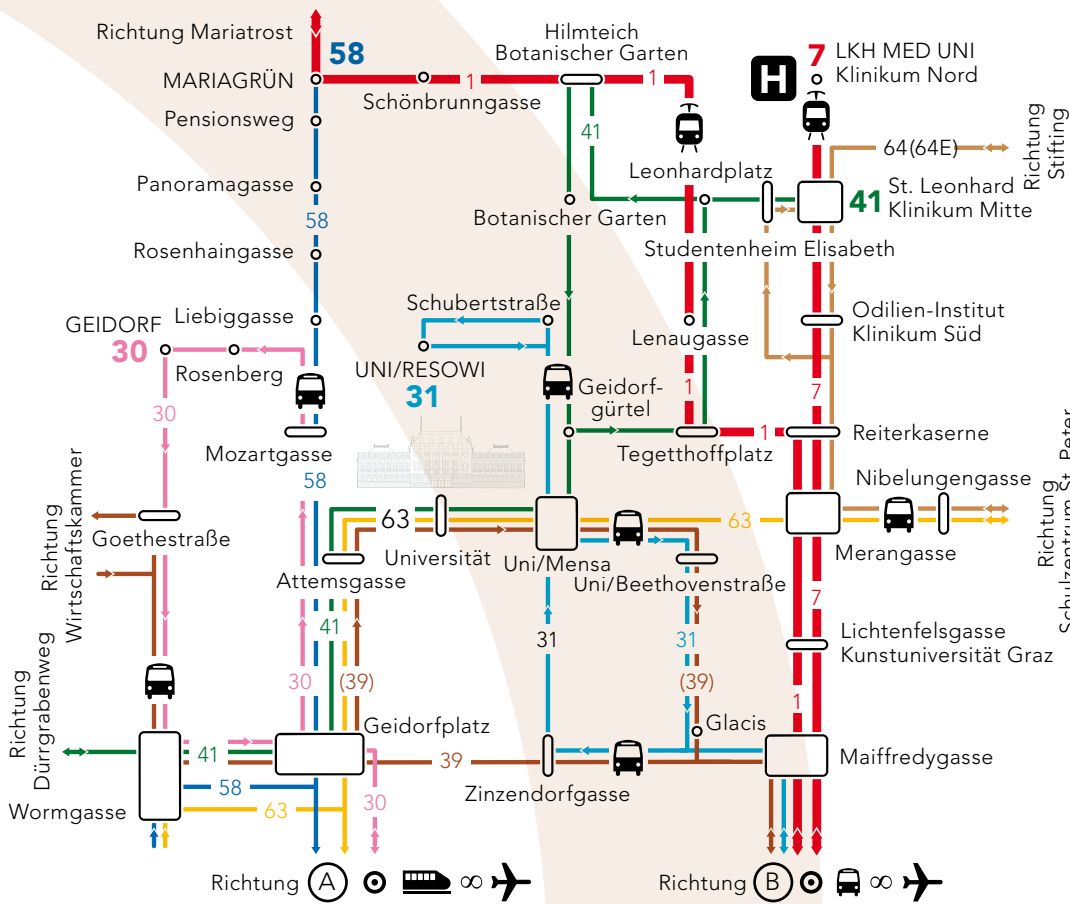 Richtung Mariatrost
58
Hilmteich
Botanischer Garten
7
LKH MED UNI
Klinikum Nord
H
MARIAGRÜN
1
Schönbrunngasse
1
Pensionsweg
41
64(64E)
Richtung
Stifting
Panoramagasse
Leonhardplatz
41
St. Leonhard
Klinikum Mitte
58
Botanischer Garten
Studentenheim Elisabeth
Rosenhaingasse
Schubertstraße
Liebiggasse
Odilien-Institut
Klinikum Süd
GEIDORF
30
Rosenberg
Lenaugasse
UNI/RESOWI
31
Geidorf-
gürtel
1
7
30
Mozartgasse
Tegetthoffplatz
1
Reiterkaserne
58
Nibelungengasse
Richtung
Schulzentrum St. Peter
63
63
Goethestraße
Universität
Uni/Mensa
Merangasse
Richtung
Wirtschaftskammer
Attemsgasse
Uni/Beethovenstraße
7
41
31
31
Lichtenfelsgasse
Kunstuniversität Graz
30
(39)
(39)
1
Richtung
Dürrgrabenweg
Geidorfplatz
Glacis
41
39
Maiffredygasse
58
Zinzendorfgasse
Wormgasse
63
30
Richtung A ∞
Richtung B ∞